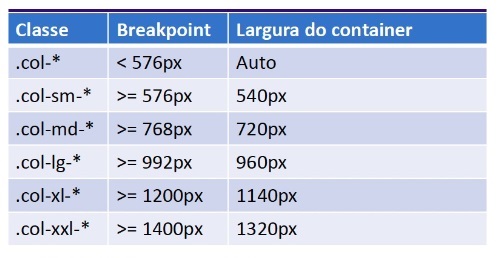 Classe Breakpoint Largura do container
.col-* < 576px Auto
.col-sm-* >= 576px 540px
.col-md-* >= 768px 720px
.col-lg-* >= 992px 960px
.col-xl-* >= 1200px 1140px
.col-xxl-* >= 1400px 1320px